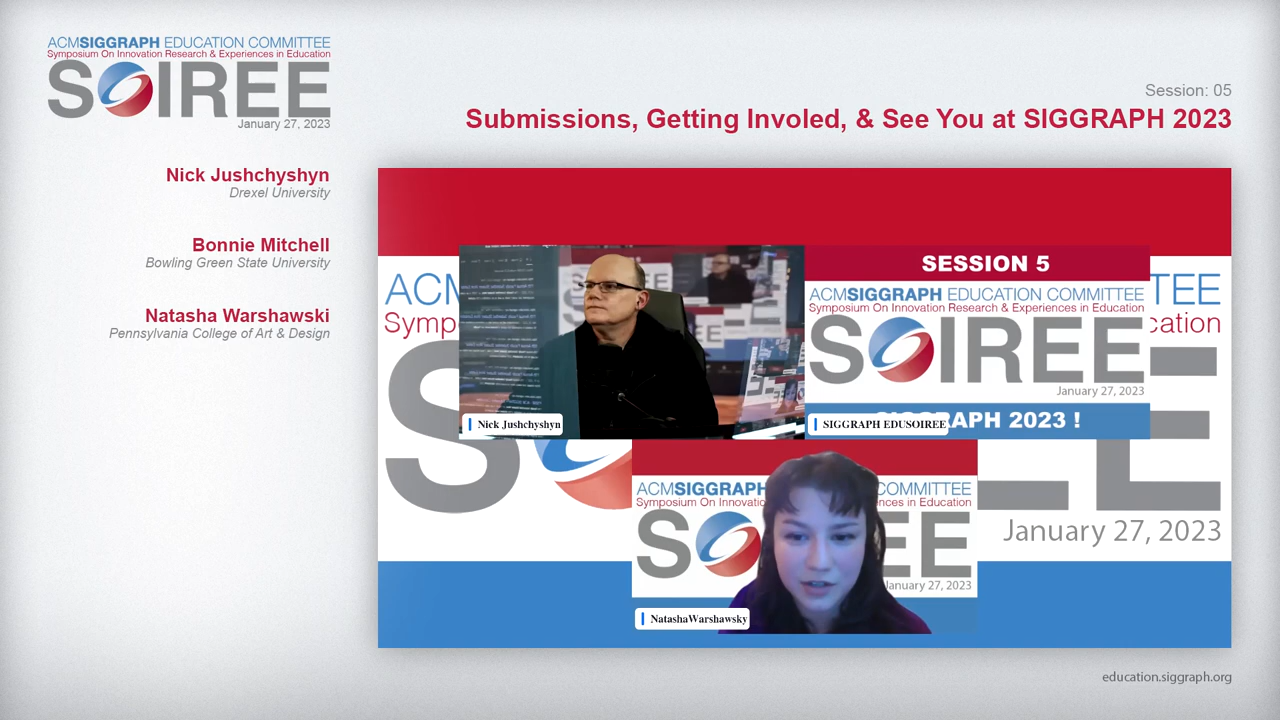 ACMSIGGRAPH EDUCATION COMMITTEE
Symposium On Innovation Research & Experiences in Education
SOIREE
January 27, 2023
Session: 05
Submissions, Getting Involed, & See You at SIGGRAPH 2023
Nick Jushchyshyn
Drexel University
Bonnie Mitchell
Bowling Green State University
Natasha Warshawski
Pennsylvania College of Art & Design
ACM
TEE
Symp
cation
S
E
SESSION 5
ACMSIGGRAPH EDUCATION COMMITTEE
Symposium On Innovation Research & Experiences in Education
SOIREE
January 27, 2023
SIGGRAPH 2023 !
Nick Jushchyshyn
SIGGRAPH EDUSOIREE
ACMSIGGRAPH COMMITTEE
Symposium On Innovatio ences in Education
SO EE
January 27, 2023
January 27, 2023
NatashaWarshawsky
education.siggraph.org